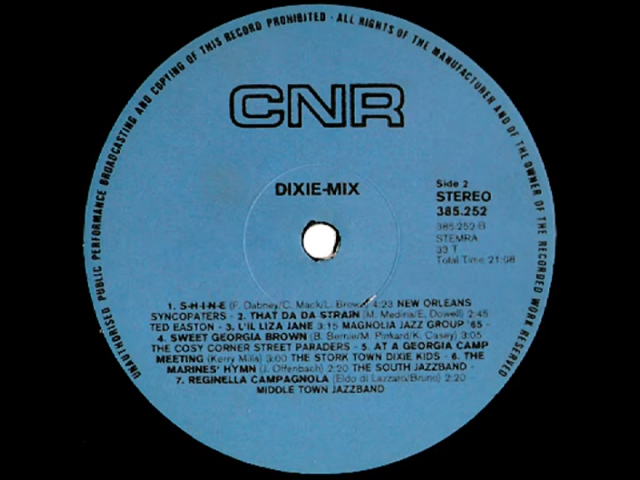 UNAUTHORISED PUBLIC PERFORMANCE BROADCASTING AND COPYING OF THIS RECORD PROHIBITED · ALL RIGHTS OF THE MANUFACTURER AND OF THE OWNER OF THE RECORDED WORK RESERVED
CNR
DIXIE-MIX
Side 2
STEREO
385.252
385.252 B
STEMRA
33 T
Total Time 21:08
1. S-H-I-N-E (F. Dabney/C. Mack/L. Brown) 4:23 NEW ORLEANS
SYNCOPATERS - 2. THAT DA DA STRAIN (M. Medina/E. Dowell) 2:45
TED EASTON - 3. L'IL LIZA JANE 3:15 MAGNOLIA JAZZ GROUP '65 -
4. SWEET GEORGIA BROWN (B. Bernie/M. Pinkard/K. Casey) 3:05
THE COSY CORNER STREET PARADERS - 5. AT A GEORGIA CAMP
MEETING (Kerry Mills) 3:00 THE STORK TOWN DIXIE KIDS - 6. THE
MARINES' HYMN (J. Offenbach) 2:20 THE SOUTH JAZZBAND -
7. REGINELLA CAMPAGNOLA (Eldo di Lazzaro/Bruno) 2:20
MIDDLE TOWN JAZZBAND